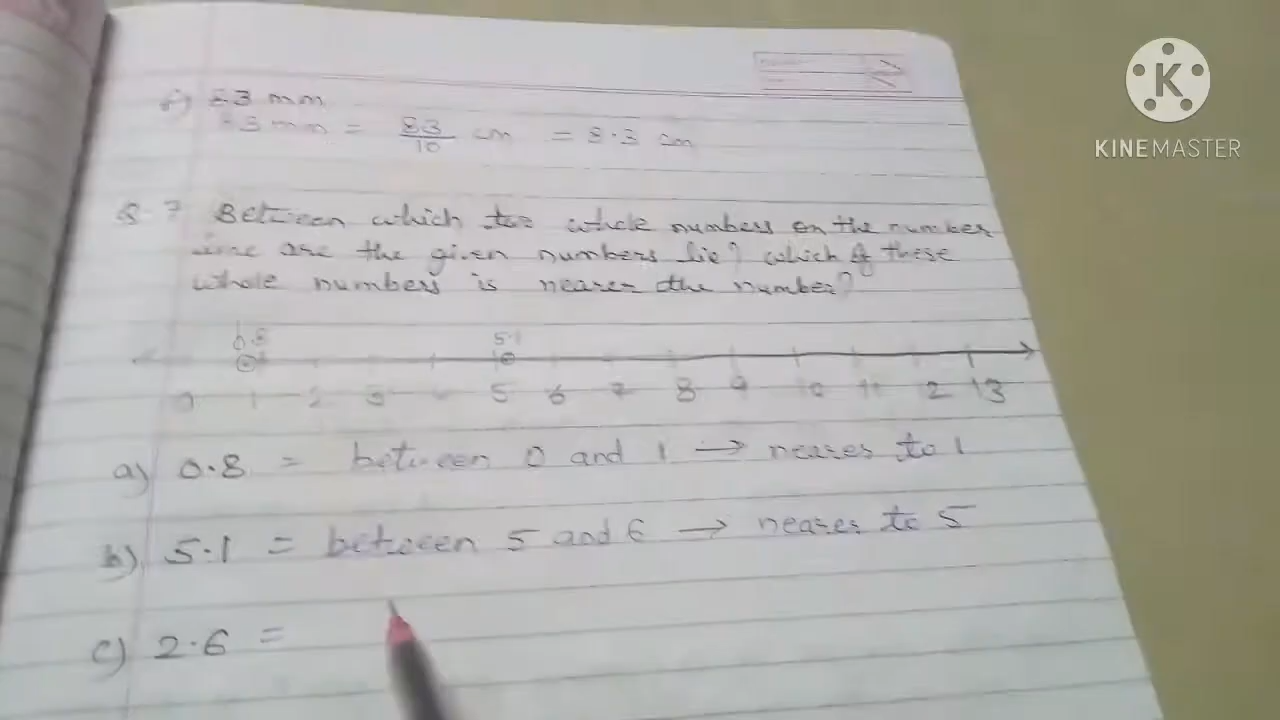 KINEMASTER
f) 83 mm
83 mm = 83/10 cm = 8.3 cm
Q.7 Between which two whole numbers on the number
line are the given numbers lie? which of these
whole numbers is nearer the number?
0.8 5.1
0 1 2 3 4 5 6 7 8 9 10 11 12 13
a) 0.8 = between 0 and 1 → nearer to 1
b) 5.1 = between 5 and 6 → nearer to 5
c) 2.6 =